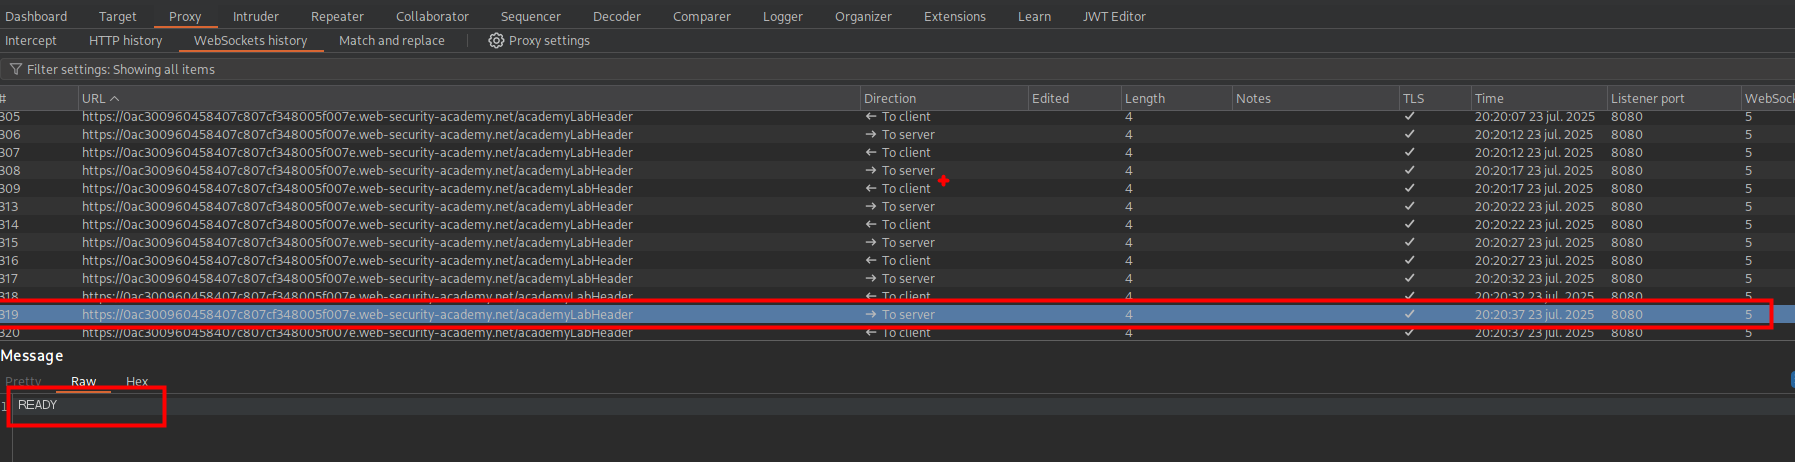 Dashboard Target Proxy Intruder Repeater Collaborator Sequencer Decoder Comparer Logger Organizer Extensions Learn JWT Editor
Intercept HTTP history WebSockets history Match and replace Proxy settings
Filter settings: Showing all items
# URL Direction Edited Length Notes TLS Time Listener port WebSock
305 https://0ac300960458407c807cf348005f007e.web-security-academy.net/academyLabHeader ← To client 4 ✓ 20:20:07 23 jul. 2025 8080 5
306 https://0ac300960458407c807cf348005f007e.web-security-academy.net/academyLabHeader → To server 4 ✓ 20:20:12 23 jul. 2025 8080 5
307 https://0ac300960458407c807cf348005f007e.web-security-academy.net/academyLabHeader ← To client 4 ✓ 20:20:12 23 jul. 2025 8080 5
308 https://0ac300960458407c807cf348005f007e.web-security-academy.net/academyLabHeader → To server 4 ✓ 20:20:17 23 jul. 2025 8080 5
309 https://0ac300960458407c807cf348005f007e.web-security-academy.net/academyLabHeader ← To client 4 ✓ 20:20:17 23 jul. 2025 8080 5
313 https://0ac300960458407c807cf348005f007e.web-security-academy.net/academyLabHeader → To server 4 ✓ 20:20:22 23 jul. 2025 8080 5
314 https://0ac300960458407c807cf348005f007e.web-security-academy.net/academyLabHeader ← To client 4 ✓ 20:20:22 23 jul. 2025 8080 5
315 https://0ac300960458407c807cf348005f007e.web-security-academy.net/academyLabHeader → To server 4 ✓ 20:20:27 23 jul. 2025 8080 5
316 https://0ac300960458407c807cf348005f007e.web-security-academy.net/academyLabHeader ← To client 4 ✓ 20:20:27 23 jul. 2025 8080 5
317 https://0ac300960458407c807cf348005f007e.web-security-academy.net/academyLabHeader → To server 4 ✓ 20:20:32 23 jul. 2025 8080 5
318 https://0ac300960458407c807cf348005f007e.web-security-academy.net/academyLabHeader ← To client 4 ✓ 20:20:32 23 jul. 2025 8080 5
319 https://0ac300960458407c807cf348005f007e.web-security-academy.net/academyLabHeader → To server 4 ✓ 20:20:37 23 jul. 2025 8080 5
320 https://0ac300960458407c807cf348005f007e.web-security-academy.net/academyLabHeader ← To client 4 ✓ 20:20:37 23 jul. 2025 8080 5
Message
Pretty Raw Hex
1 READY